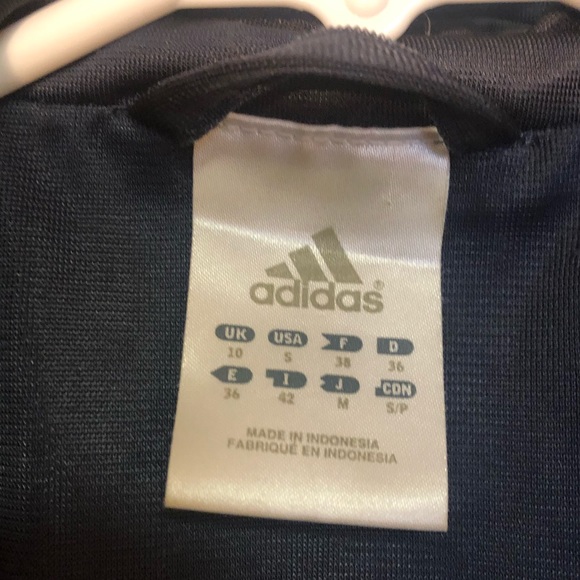 adidas®
UK USA F D
10 S 38 36
E I J CDN
36 42 M S/P
MADE IN INDONESIA
FABRIQUÉ EN INDONESIA